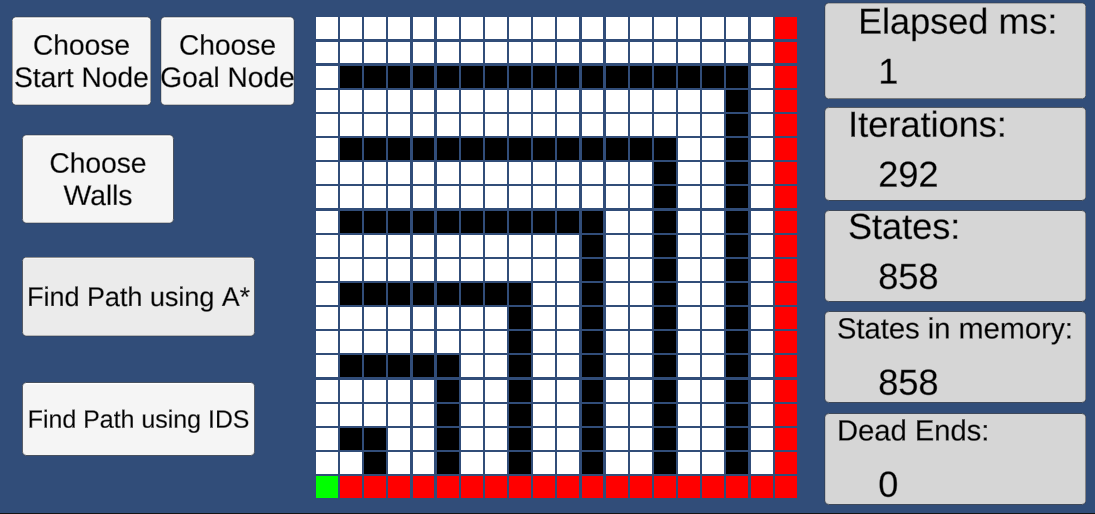 Choose
Start Node
Choose
Goal Node
Choose
Walls
Find Path using A*
Find Path using IDS
Elapsed ms:
1
Iterations:
292
States:
858
States in memory:
858
Dead Ends:
0